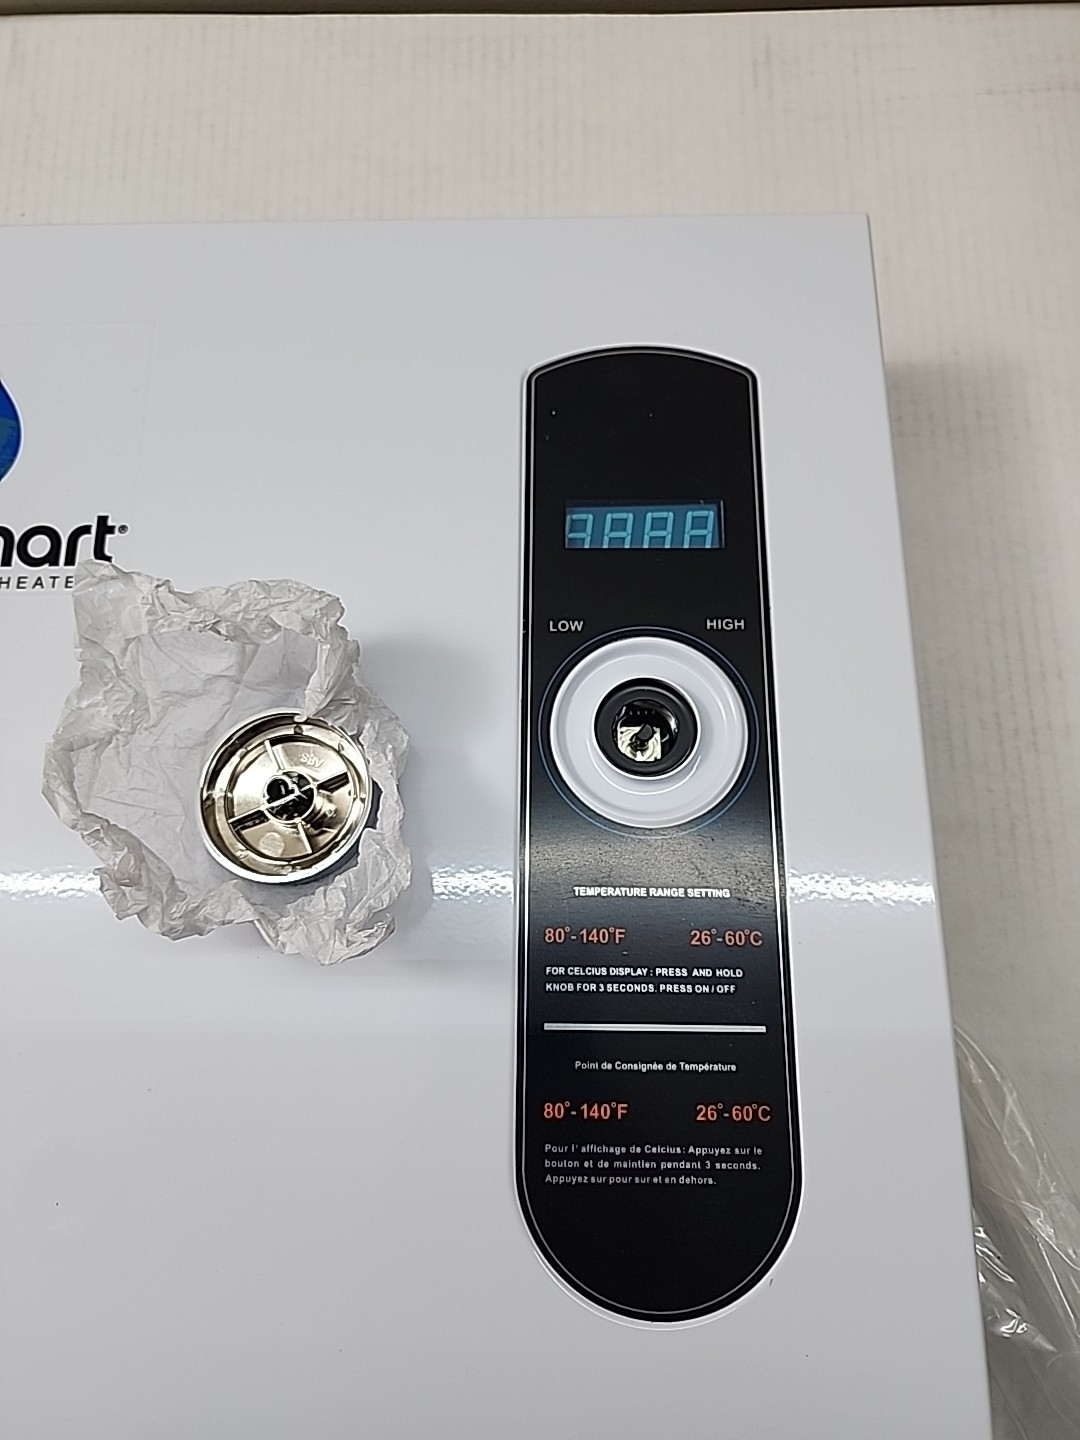 mart®
HEATE
LOW HIGH
ABS
TEMPERATURE RANGE SETTING
80°-140°F 26°-60°C
FOR CELCIUS DISPLAY : PRESS AND HOLD
KNOB FOR 3 SECONDS. PRESS ON / OFF
Point de Consignée de Température
80°-140°F 26°-60°C
Pour l' affichage de Celcius: Appuyez sur le
bouton et de maintien pendant 3 seconds.
Appuyez sur pour sur et en dehors.